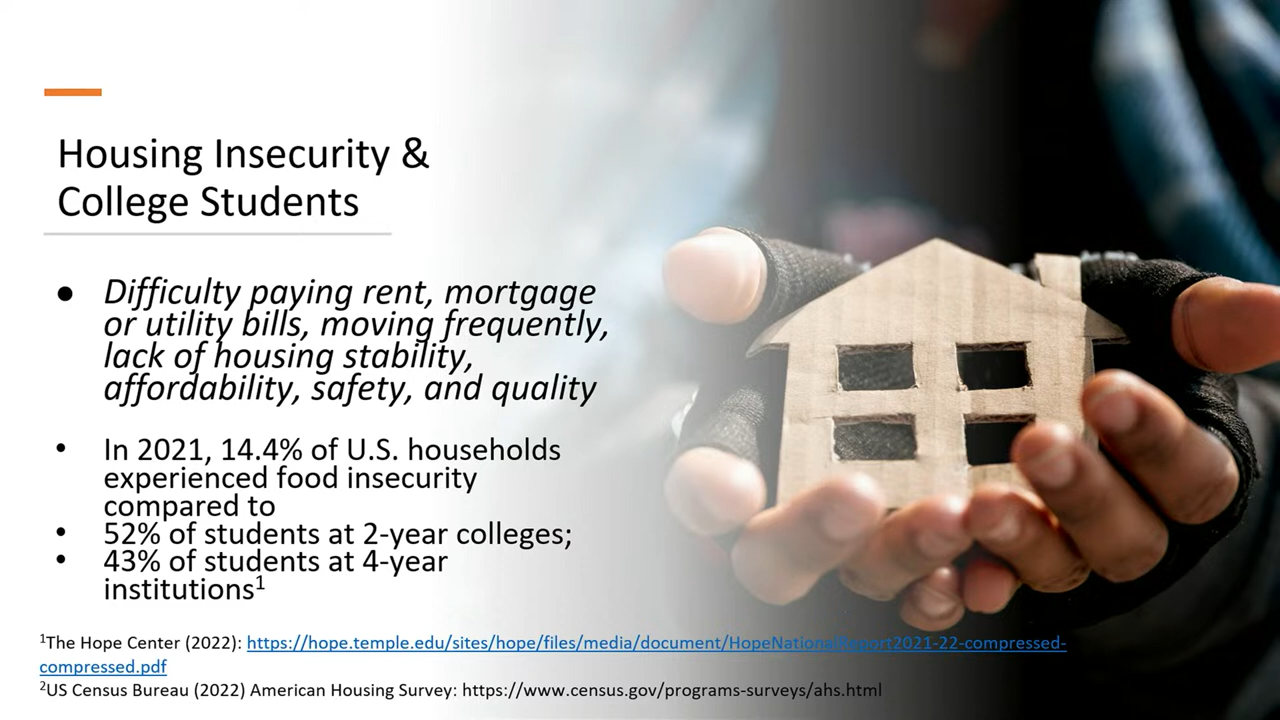 Housing Insecurity &
College Students
● Difficulty paying rent, mortgage
or utility bills, moving frequently,
lack of housing stability,
affordability, safety, and quality
• In 2021, 14.4% of U.S. households
experienced food insecurity
compared to
• 52% of students at 2-year colleges;
• 43% of students at 4-year
institutions¹
¹The Hope Center (2022): https://hope.temple.edu/sites/hope/files/media/document/HopeNationalReport2021-22-compressed-
compressed.pdf
²US Census Bureau (2022) American Housing Survey: https://www.census.gov/programs-surveys/ahs.html